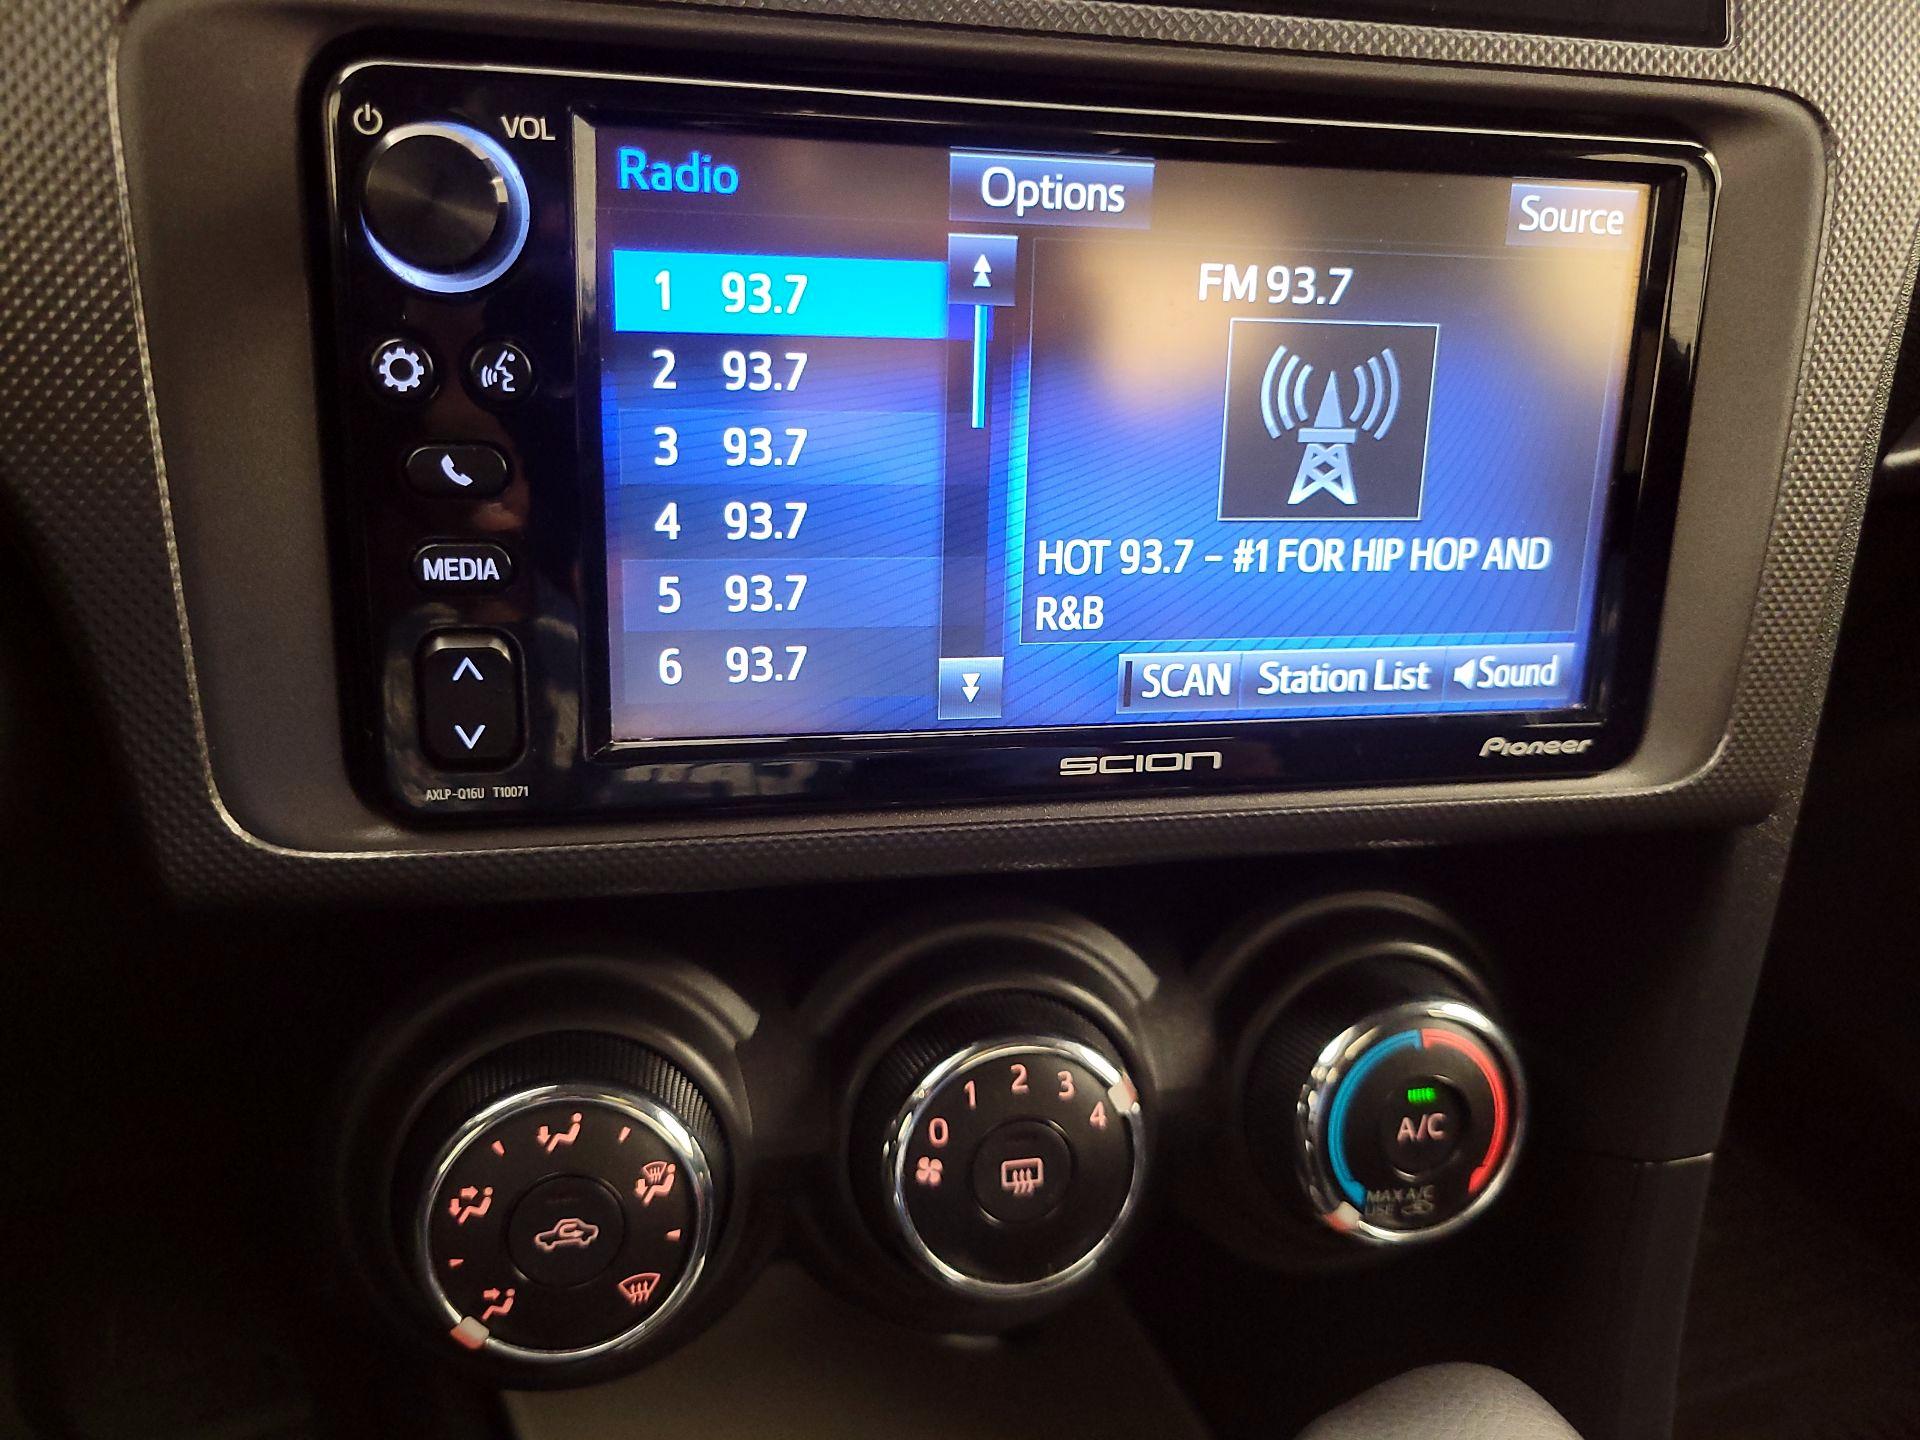 VOL
Radio
Options
Source
1 93.7
2 93.7
3 93.7
4 93.7
5 93.7
6 93.7
FM 93.7
HOT 93.7 - #1 FOR HIP HOP AND
R&B
SCAN
Station List
Sound
MEDIA
AXLP-Q16U T10071
SCION
Pioneer
0 1 2 3 4
A/C
MAX A/C
USE